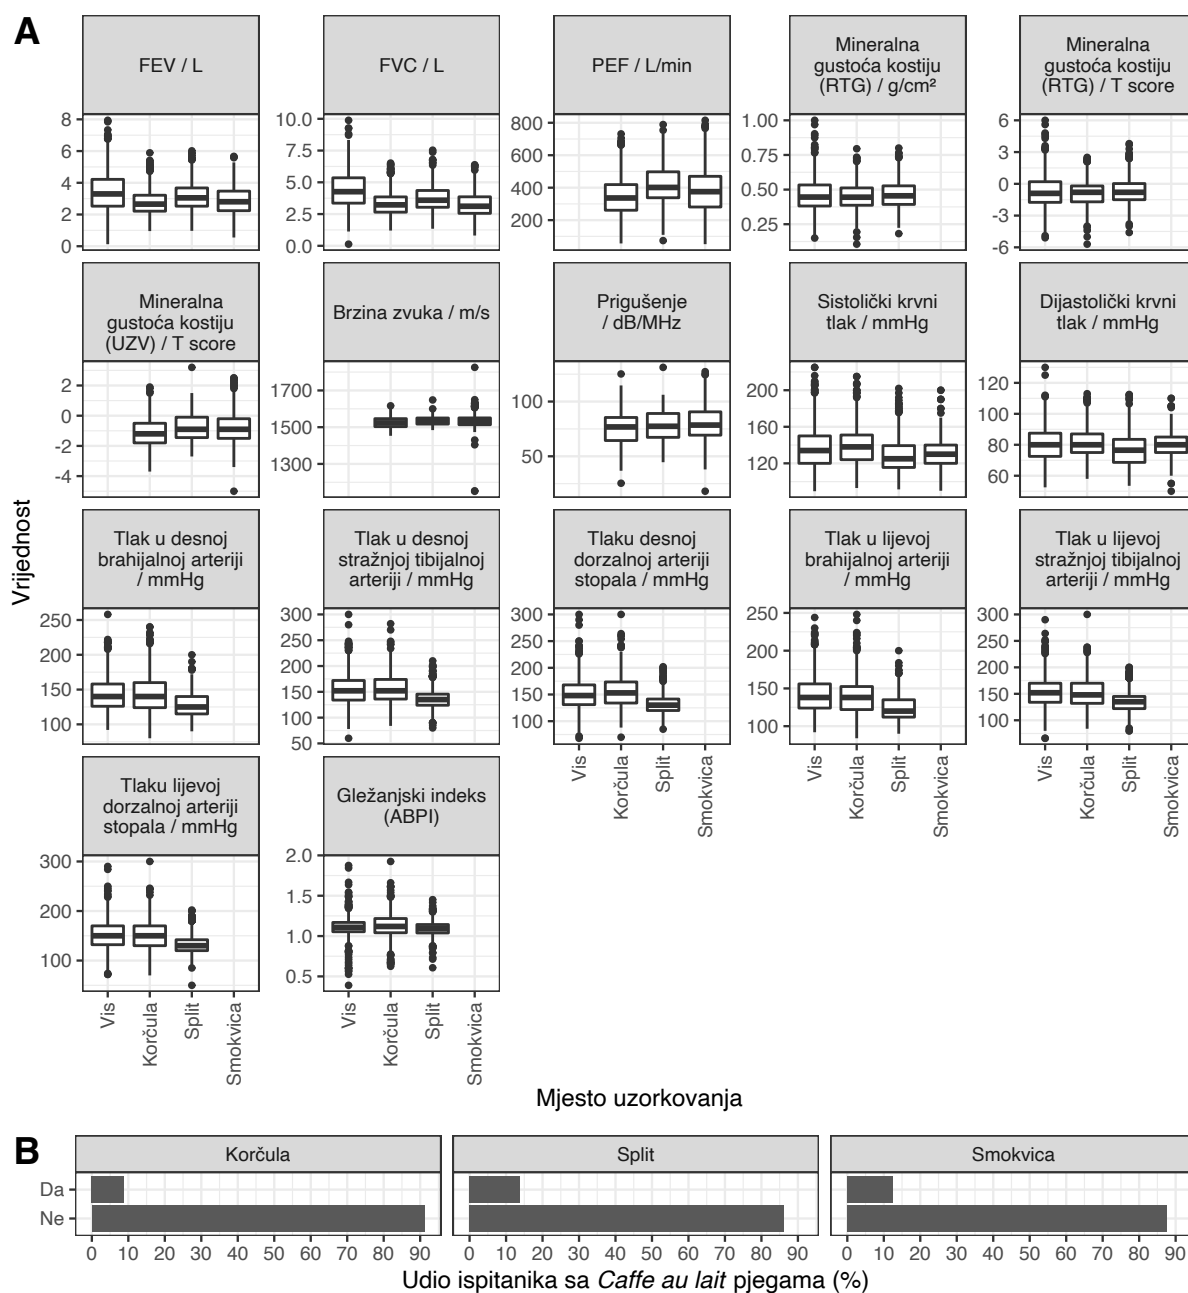 A
FEV / L
FVC / L
PEF / L/min
Mineralna
gustoća kostiju
(RTG) / g/cm²
Mineralna
gustoća kostiju
(RTG) / T score
8
6
4
2
0
10.0
7.5
5.0
2.5
0.0
800
600
400
200
1.00
0.75
0.50
0.25
6
3
0
-3
-6
Mineralna
gustoća kostiju
(UZV) / T score
Brzina zvuka / m/s
Prigušenje
/ dB/MHz
Sistolički krvni
tlak / mmHg
Dijastolički krvni
tlak / mmHg
2
0
-2
-4
1700
1500
1300
100
50
200
160
120
120
100
80
60
Vrijednost
Tlak u desnoj
brahijalnoj arteriji
/ mmHg
Tlak u desnoj
stražnjoj tibijalnoj
arteriji / mmHg
Tlaku desnoj
dorzalnoj arteriji
stopala / mmHg
Tlak u lijevoj
brahijalnoj arteriji
/ mmHg
Tlak u lijevoj
stražnjoj tibijalnoj
arteriji / mmHg
250
200
150
100
300
250
200
150
100
50
300
250
200
150
100
250
200
150
100
300
250
200
150
100
50
Vis
Korčula
Split
Smokvica
Vis
Korčula
Split
Smokvica
Vis
Korčula
Split
Smokvica
Tlaku lijevoj
dorzalnoj arteriji
stopala / mmHg
Gležanjski indeks
(ABPI)
300
200
100
2.0
1.5
1.0
0.5
Vis
Korčula
Split
Smokvica
Vis
Korčula
Split
Smokvica
Mjesto uzorkovanja
B
Korčula
Split
Smokvica
Da
Ne
0 10 20 30 40 50 60 70 80 90
0 10 20 30 40 50 60 70 80 90
0 10 20 30 40 50 60 70 80 90
Udio ispitanika sa Caffe au lait pjegama (%)